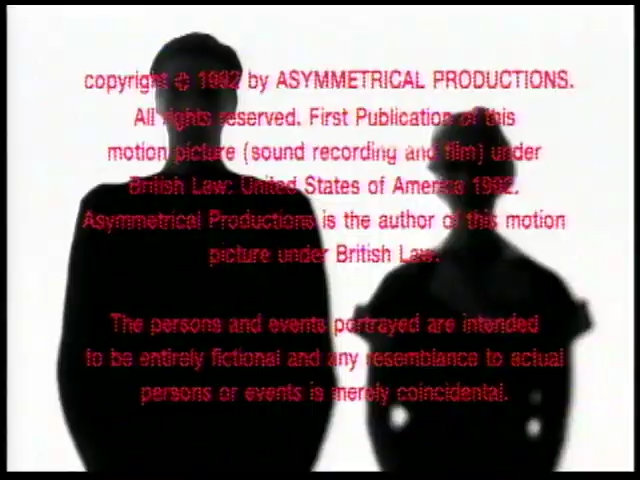 copyright © 1992 by ASYMMETRICAL PRODUCTIONS.
All rights reserved. First Publication of this
motion picture (sound recording and film) under
British Law: United States of America 1992.
Asymmetrical Productions is the author of this motion
picture under British Law.
The persons and events portrayed are intended
to be entirely fictional and any resemblance to actual
persons or events is merely coincidental.